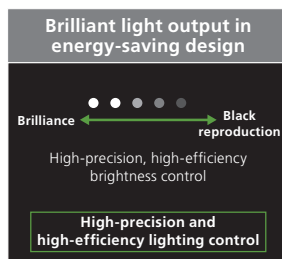 Brilliant light output in
energy-saving design
Brilliance
Black
reproduction
High-precision, high-efficiency
brightness control
High-precision and
high-efficiency lighting control